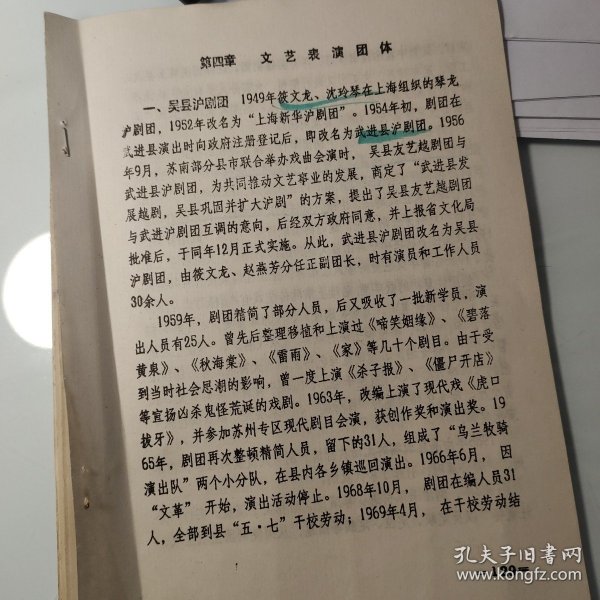 第四章 文艺表演团体
一、吴县沪剧团 1949年筱文龙、沈玲琴在上海组织的琴龙
沪剧团，1952年改名为“上海新华沪剧团”。1954年初，剧团在
武进县演出时向政府注册登记后，即改名为武进县沪剧团。1956
年9月，苏南部分县市联合举办戏曲会演时，吴县友艺越剧团与
武进县沪剧团，为共同推动文艺事业的发展，商定了“武进县发
展越剧，吴县巩固并扩大沪剧”的方案，提出了吴县友艺越剧团
与武进沪剧团互调的意向，后经双方政府同意，并上报省文化局
批准后，于同年12月正式实施。从此，武进县沪剧团改名为吴县
沪剧团，由筱文龙、赵燕芳分任正副团长，时有演员和工作人员
30余人。
1959年，剧团精简了部分人员，后又吸收了一批新学员，演
出人员有25人。曾先后整理移植和上演过《啼笑姻缘》、《碧落
黄泉》、《秋海棠》、《雷雨》、《家》等几十个剧目。由于受
到当时社会思潮的影响，曾一度上演《杀子报》、《僵尸开店》
等宣扬凶杀鬼怪荒诞的戏剧。1963年，改编上演了现代戏《虎口
拔牙》，并参加苏州专区现代剧目会演，获创作奖和演出奖。19
65年，剧团再次整顿精简人员，留下的31人，组成了“乌兰牧骑
演出队”两个小分队，在县内各乡镇巡回演出。1966年6月，因
“文革”开始，演出活动停止。1968年10月，剧团在编人员31
人，全部到县“五·七”干校劳动；1969年4月，在干校劳动结
孔夫子旧书网
www.kongfz.com